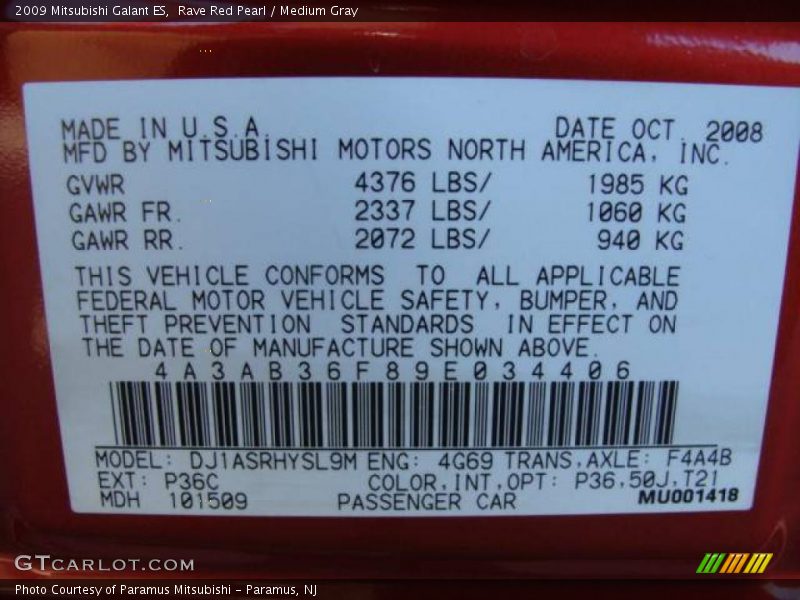 2009 Mitsubishi Galant ES,  Rave Red Pearl / Medium Gray
MADE IN U.S.A. DATE OCT. 2008
MFD BY MITSUBISHI MOTORS NORTH AMERICA, INC.
GVWR 4376 LBS/ 1985 KG
GAWR FR. 2337 LBS/ 1060 KG
GAWR RR. 2072 LBS/ 940 KG
THIS VEHICLE CONFORMS TO ALL APPLICABLE
FEDERAL MOTOR VEHICLE SAFETY, BUMPER, AND
THEFT PREVENTION STANDARDS IN EFFECT ON
THE DATE OF MANUFACTURE SHOWN ABOVE.
4A3AB36F89E034406
MODEL: DJ1ASRHYSL9M ENG: 4G69 TRANS,AXLE: F4A4B
EXT: P36C COLOR,INT,OPT: P36,50J,T21
MDH 101509 PASSENGER CAR MU001418
GTCARLOT.COM
Photo Courtesy of Paramus Mitsubishi - Paramus, NJ